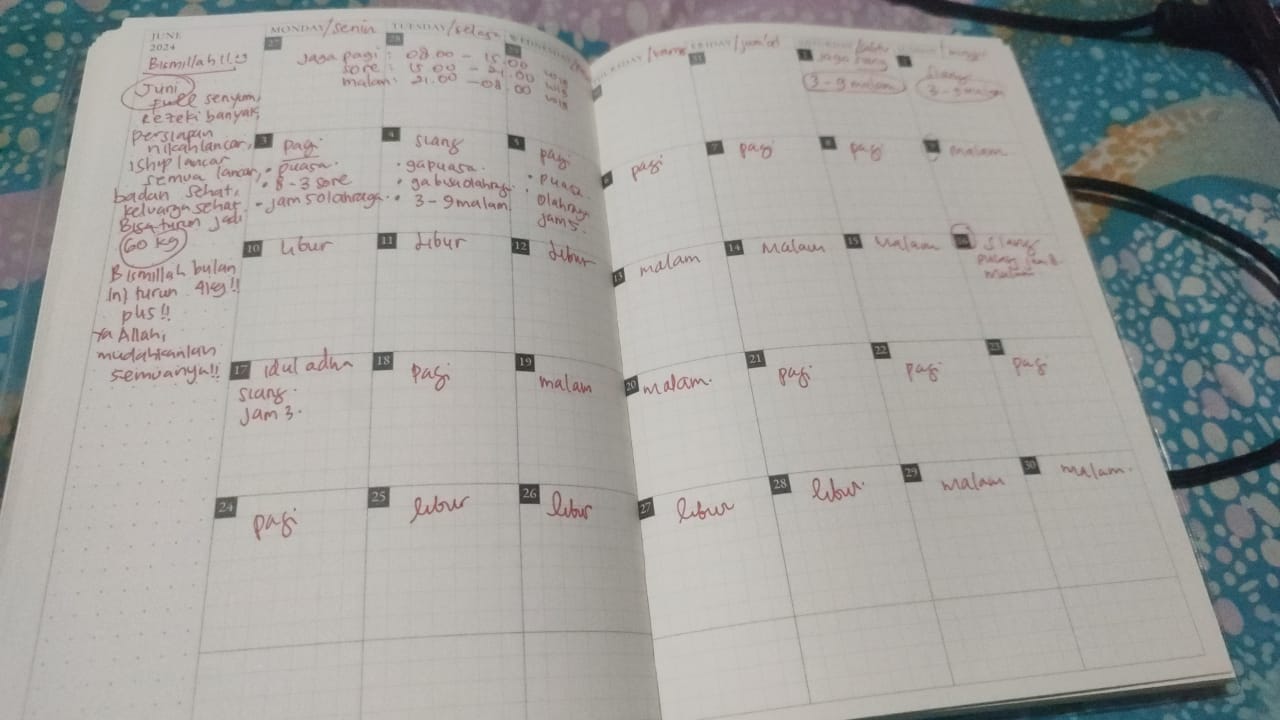 JUNE
2024
Bismillah
Juni
Full senyum,
Rezeki banyak,
persiapan
nikah lancar,
1ship lancar
semua lancar,
badan sehat,
keluarga sehat,
Bisa turun jadi
60 kg
Bismillah bulan
ini turun 4kg!!
plis!!
Ya Allah,
mudahkanlah
semuanya!!
MONDAY/senin
TUESDAY/selasa
WEDNESDAY
THURSDAY/kamis
FRIDAY/jum'at
SATURDAY/sabtu
minggu
27
28
29
31
1
Jaga pagi : 08.00 - 15.00 WIB
sore : 15.00 - 21.00 WIB
malam : 21.00 - 08.00 WIB
Jaga siang
3-9 malam
siang
3-9 malam
3
pagi
• puasa.
• 8-3 sore
- jam 5 olahraga.
4
siang
• ga puasa.
• ga bisa olahraga
• 3-9 malam
5
pagi
• puasa.
• olahraga
jam 5.
6
pagi
7
pagi
8
pagi
9
malam
10
libur
11
libur
12
libur
13
malam
14
malam
15
malam
16
siang
malam
17
idul adha
siang.
jam 3.
18
pagi
19
malam
20
malam.
21
pagi
22
pagi
23
pagi
24
pagi
25
libur
26
libur
27
libur
28
libur
29
malam
30
malam.